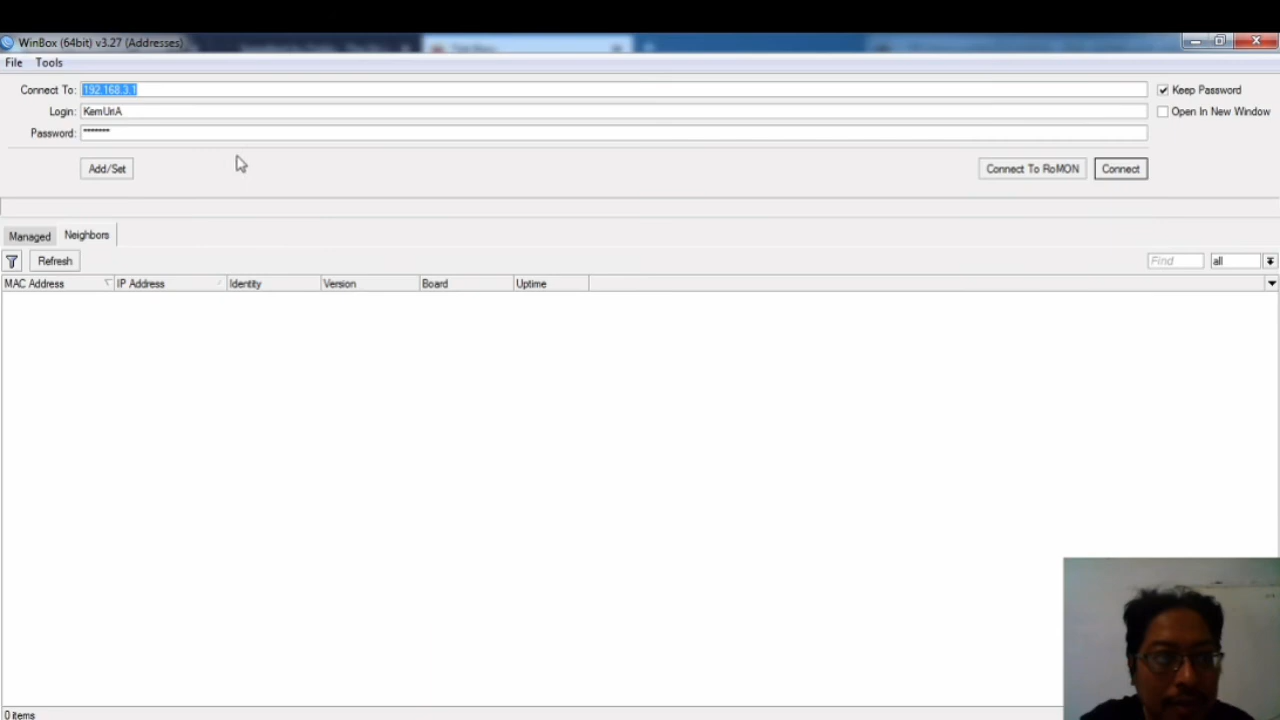 WinBox (64bit) v3.27 (Addresses)
File Tools
Connect To: 192.168.3.1
Keep Password
Login: KemUriA
Open In New Window
Password: *******
Add/Set
Connect To RoMON
Connect
Managed
Neighbors
Refresh
Find
all
MAC Address
IP Address
Identity
Version
Board
Uptime
0 items